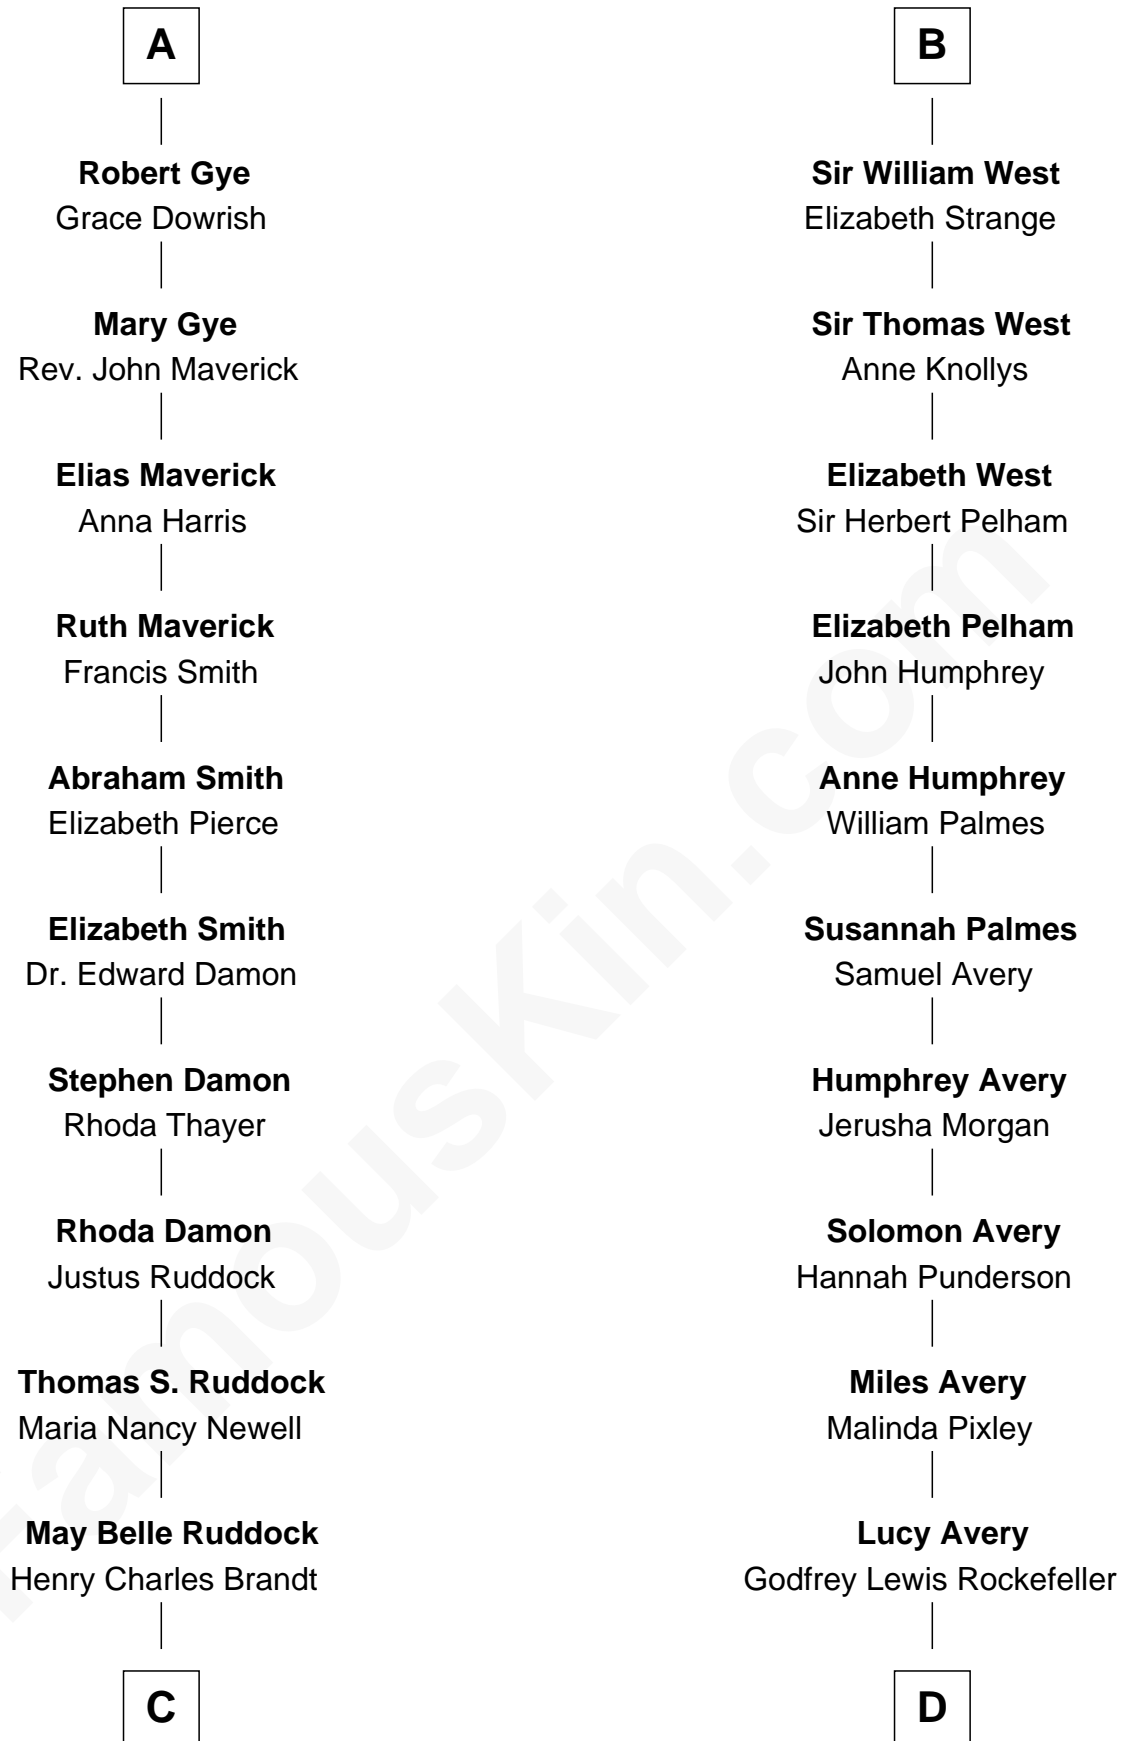 A
Robert Gye
Grace Dowrish
Mary Gye
Rev. John Maverick
Elias Maverick
Anna Harris
Ruth Maverick
Francis Smith
Abraham Smith
Elizabeth Pierce
Elizabeth Smith
Dr. Edward Damon
Stephen Damon
Rhoda Thayer
Rhoda Damon
Justus Ruddock
Thomas S. Ruddock
Maria Nancy Newell
May Belle Ruddock
Henry Charles Brandt
C
B
Sir William West
Elizabeth Strange
Sir Thomas West
Anne Knollys
Elizabeth West
Sir Herbert Pelham
Elizabeth Pelham
John Humphrey
Anne Humphrey
William Palmes
Susannah Palmes
Samuel Avery
Humphrey Avery
Jerusha Morgan
Solomon Avery
Hannah Punderson
Miles Avery
Malinda Pixley
Lucy Avery
Godfrey Lewis Rockefeller
D
FamousKin.com